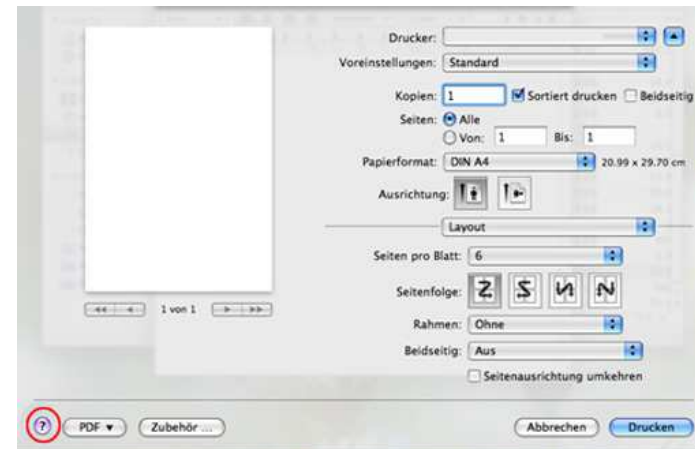 Drucker:
Voreinstellungen: Standard
Kopien: 1 Sortiert drucken Beidseitig
Seiten: Alle
Von: 1 Bis: 1
Papierformat: DIN A4 20.99 x 29.70 cm
Ausrichtung:
Layout
Seiten pro Blatt: 6
Seitenfolge:
1 von 1
Rahmen: Ohne
Beidseitig: Aus
Seitenausrichtung umkehren
? PDF Zubehör ... Abbrechen Drucken